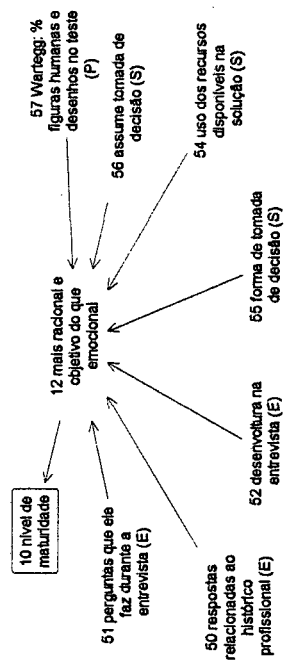 10 nível de
maturidade
12 mais racional e
objetivo do que
emocional
57 Wartegg: %
figuras humanas e
desenhos no teste
(P)
56 assume tomada de
decisão (S)
54 uso dos recursos
disponíveis na
solução (S)
55 forma de tomada
de decisão (S)
52 desenvoltura na
entrevista (E)
51 perguntas que ele
faz durante a
entrevista (E)
50 respostas
relacionadas ao
histórico
profissional (E)